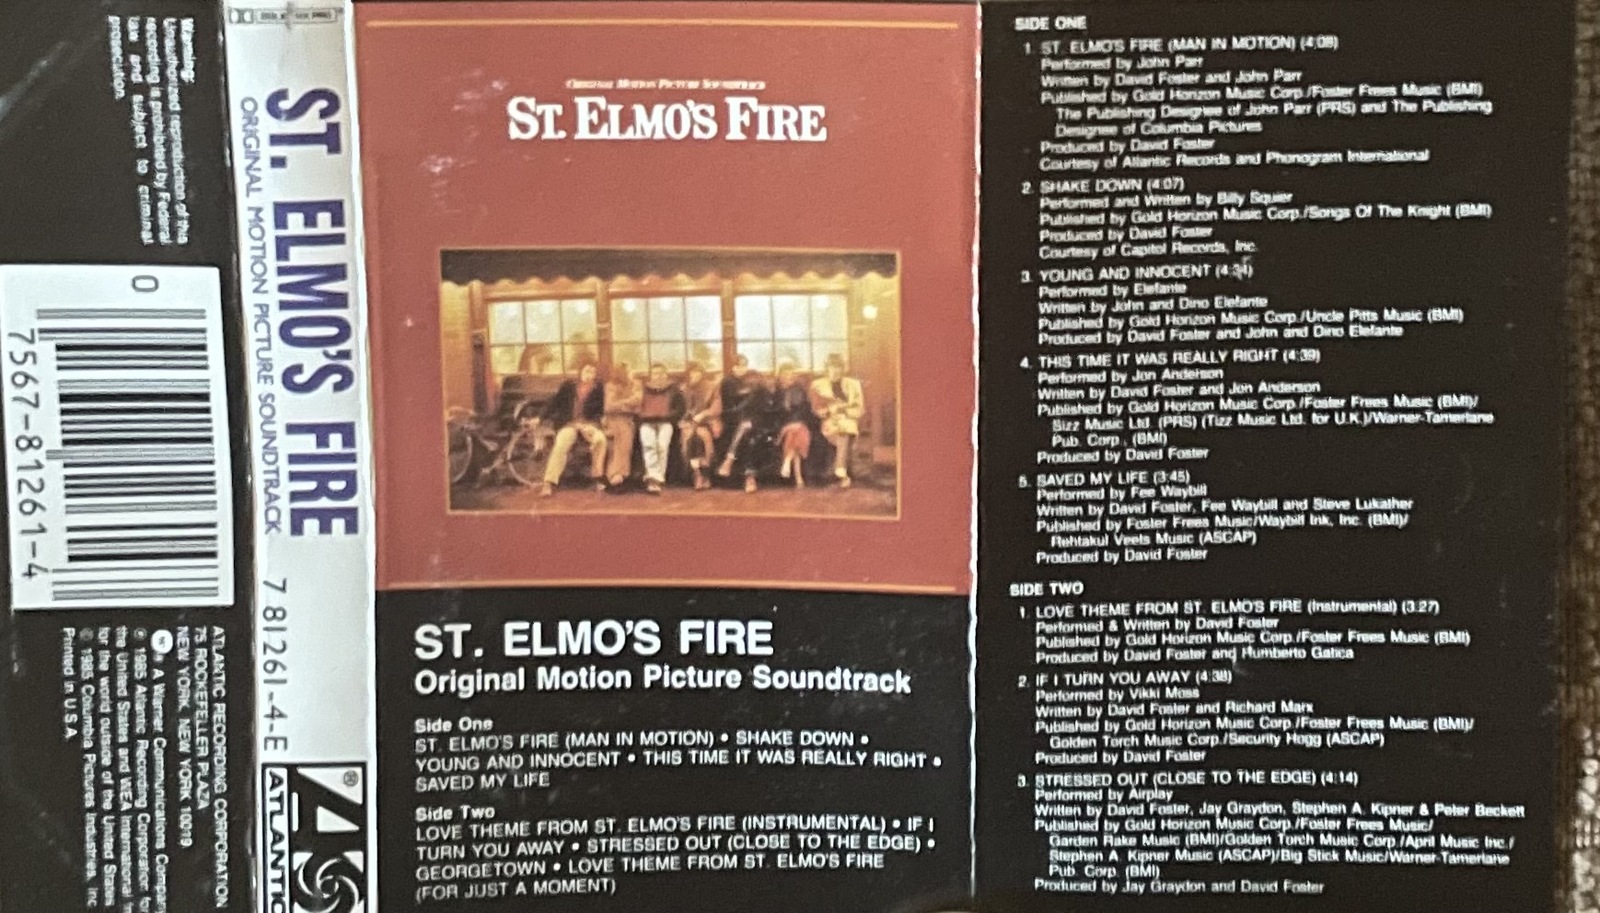 Warning:
Unauthorized reproduction of this
recording is prohibited by Federal
law and subject to criminal
prosecution.
0
7567-81261-4
ATLANTIC RECORDING CORPORATION
75 ROCKEFELLER PLAZA
NEW YORK, NEW YORK 10019
A Warner Communications Company
℗ 1985 Atlantic Recording Corporation for
the United States and WEA International
for the world outside of the United States
© 1985 Columbia Pictures Industries, Inc.
Printed in U.S.A.
ST. ELMO'S FIRE
ORIGINAL MOTION PICTURE SOUNDTRACK
7 81261-4-E
ATLANTIC
®
ORIGINAL MOTION PICTURE SOUNDTRACK
ST. ELMO'S FIRE
ST. ELMO'S FIRE
Original Motion Picture Soundtrack
Side One
ST. ELMO'S FIRE (MAN IN MOTION) • SHAKE DOWN •
YOUNG AND INNOCENT • THIS TIME IT WAS REALLY RIGHT •
SAVED MY LIFE
Side Two
LOVE THEME FROM ST. ELMO'S FIRE (INSTRUMENTAL) • IF I
TURN YOU AWAY • STRESSED OUT (CLOSE TO THE EDGE) •
GEORGETOWN • LOVE THEME FROM ST. ELMO'S FIRE
(FOR JUST A MOMENT)
SIDE ONE
1. ST. ELMO'S FIRE (MAN IN MOTION) (4:08)
Performed by John Parr
Written by David Foster and John Parr
Published by Gold Horizon Music Corp./Foster Frees Music (BMI)
The Publishing Designee of John Parr (PRS) and The Publishing
Designee of Columbia Pictures
Produced by David Foster
Courtesy of Atlantic Records and Phonogram International
2. SHAKE DOWN (4:07)
Performed and Written by Billy Squier
Published by Gold Horizon Music Corp./Songs Of The Knight (BMI)
Produced by David Foster
Courtesy of Capitol Records, Inc.
3. YOUNG AND INNOCENT (4:34)
Performed by Elefante
Written by John and Dino Elefante
Published by Gold Horizon Music Corp./Uncle Pitts Music (BMI)
Produced by David Foster and John and Dino Elefante
4. THIS TIME IT WAS REALLY RIGHT (4:39)
Performed by Jon Anderson
Written by David Foster and Jon Anderson
Published by Gold Horizon Music Corp./Foster Frees Music (BMI)/
Sizz Music Ltd. (PRS) (Tizz Music Ltd. for U.K.)/Warner-Tamerlane
Pub. Corp., (BMI)
Produced by David Foster
5. SAVED MY LIFE (3:45)
Performed by Fee Waybill
Written by David Foster, Fee Waybill and Steve Lukather
Published by Foster Frees Music/Waybill Ink, Inc. (BMI)/
Rehtakul Veets Music (ASCAP)
Produced by David Foster
SIDE TWO
1. LOVE THEME FROM ST. ELMO'S FIRE (Instrumental) (3:27)
Performed & Written by David Foster
Published by Gold Horizon Music Corp./Foster Frees Music (BMI)
Produced by David Foster and Humberto Gatica
2. IF I TURN YOU AWAY (4:38)
Performed by Vikki Moss
Written by David Foster and Richard Marx
Published by Gold Horizon Music Corp./Foster Frees Music (BMI)/
Golden Torch Music Corp./Security Hogg (ASCAP)
Produced by David Foster
3. STRESSED OUT (CLOSE TO THE EDGE) (4:14)
Performed by Airplay
Written by David Foster, Jay Graydon, Stephen A. Kipner & Peter Beckett
Published by Gold Horizon Music Corp./Foster Frees Music/
Garden Rake Music (BMI)/Golden Torch Music Corp./April Music Inc./
Stephen A. Kipner Music (ASCAP)/Big Stick Music/Warner-Tamerlane
Pub. Corp. (BMI)
Produced by Jay Graydon and David Foster